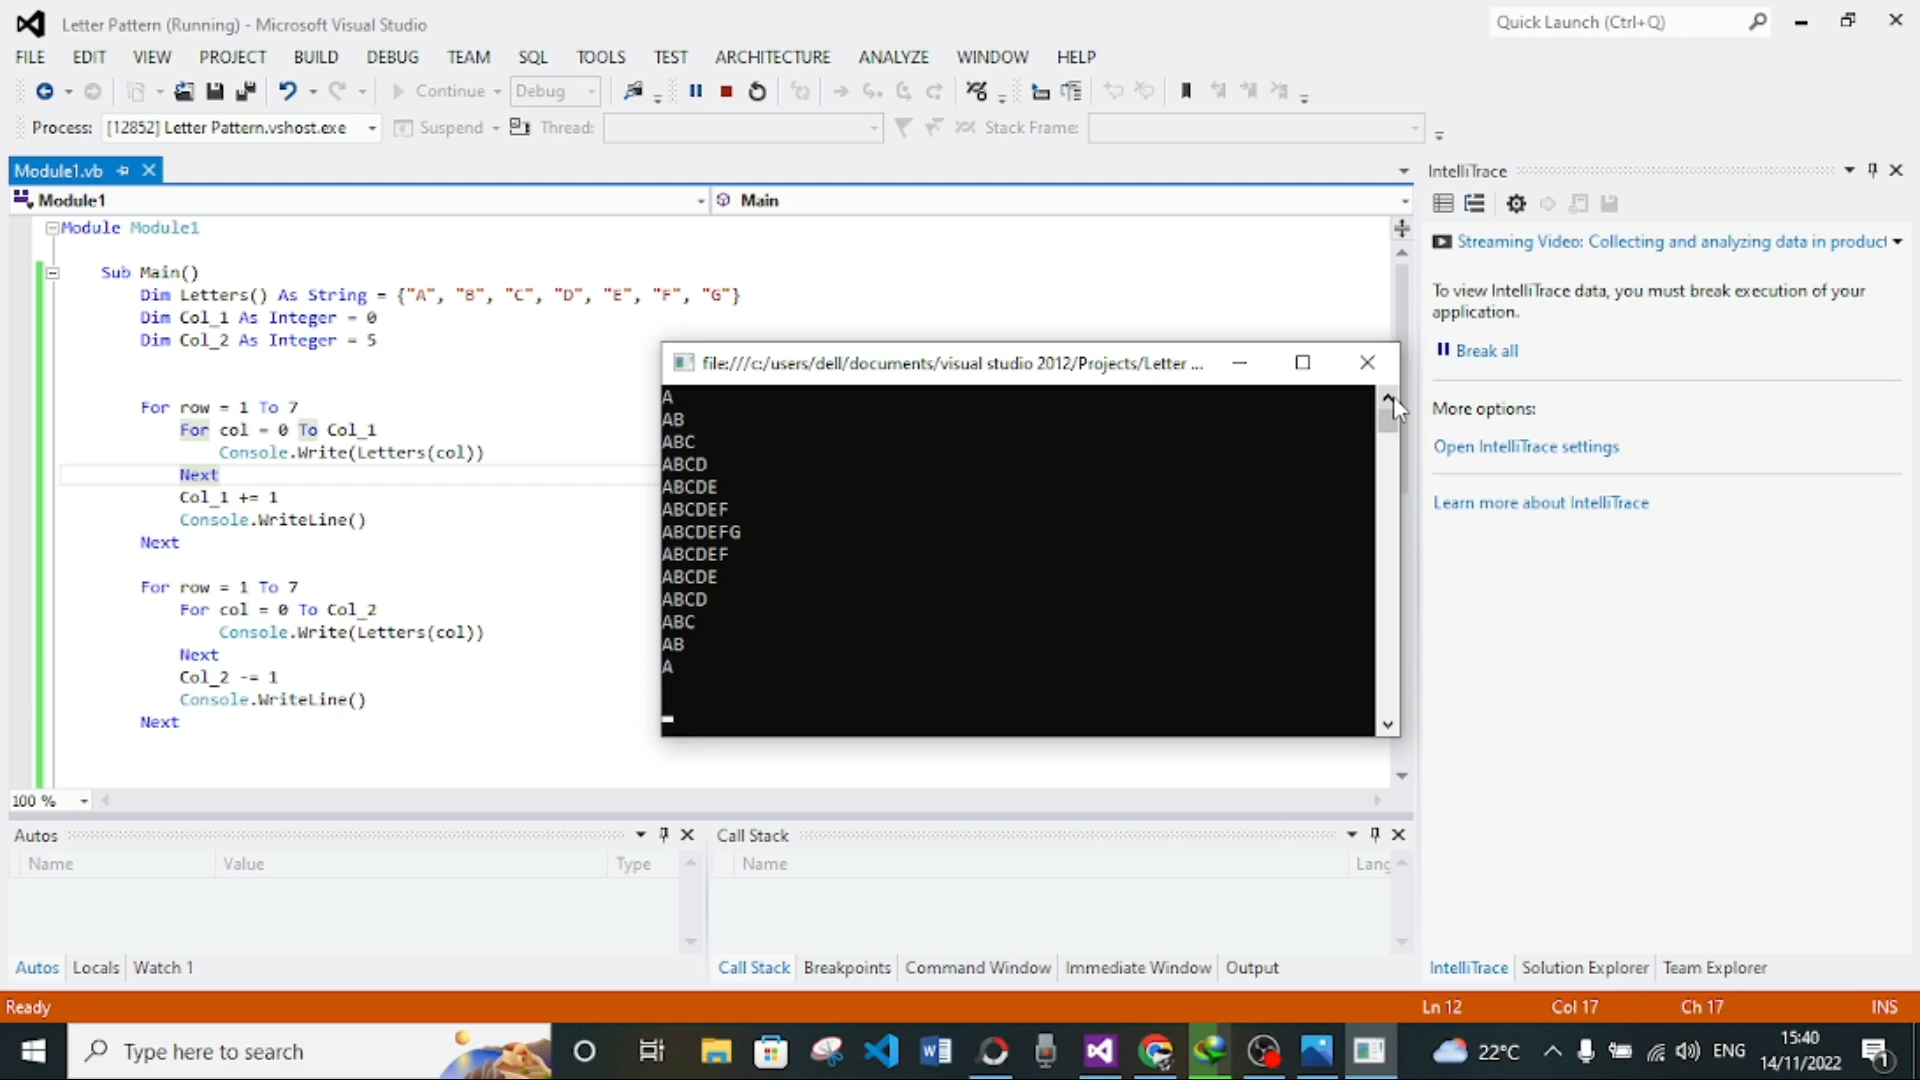 Letter Pattern (Running) - Microsoft Visual Studio
Quick Launch (Ctrl+Q)
FILE EDIT VIEW PROJECT BUILD DEBUG TEAM SQL TOOLS TEST ARCHITECTURE ANALYZE WINDOW HELP
Continue Debug
Process: [12852] Letter Pattern.vshost.exe Suspend Thread: Stack Frame:
Module1.vb
Module1 Main
Module Module1
Sub Main()
Dim Letters() As String = {"A", "B", "C", "D", "E", "F", "G"}
Dim Col_1 As Integer = 0
Dim Col_2 As Integer = 5
For row = 1 To 7
For col = 0 To Col_1
Console.Write(Letters(col))
Next
Col_1 += 1
Console.WriteLine()
Next
For row = 1 To 7
For col = 0 To Col_2
Console.Write(Letters(col))
Next
Col_2 -= 1
Console.WriteLine()
Next
100 %
file:///c:/users/dell/documents/visual studio 2012/Projects/Letter ...
A
AB
ABC
ABCD
ABCDE
ABCDEF
ABCDEFG
ABCDEF
ABCDE
ABCD
ABC
AB
A
IntelliTrace
Streaming Video: Collecting and analyzing data in product
To view IntelliTrace data, you must break execution of your
application.
Break all
More options:
Open IntelliTrace settings
Learn more about IntelliTrace
Autos
Name Value Type
Call Stack
Name Lang
Autos Locals Watch 1
Call Stack Breakpoints Command Window Immediate Window Output
IntelliTrace Solution Explorer Team Explorer
Ready Ln 12 Col 17 Ch 17 INS
Type here to search
22°C ENG
15:40
14/11/2022
1